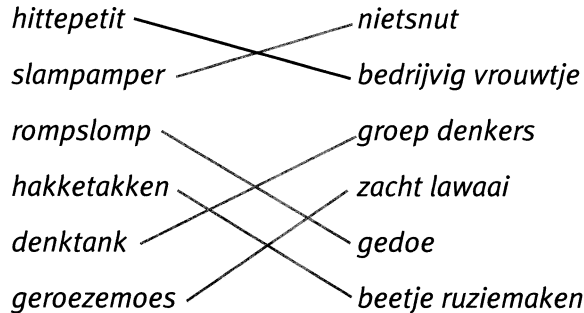 hittepetit nietsnut
slampamper bedrijvig vrouwtje
rompslomp groep denkers
hakketakken zacht lawaai
denktank gedoe
geroezemoes beetje ruziemaken